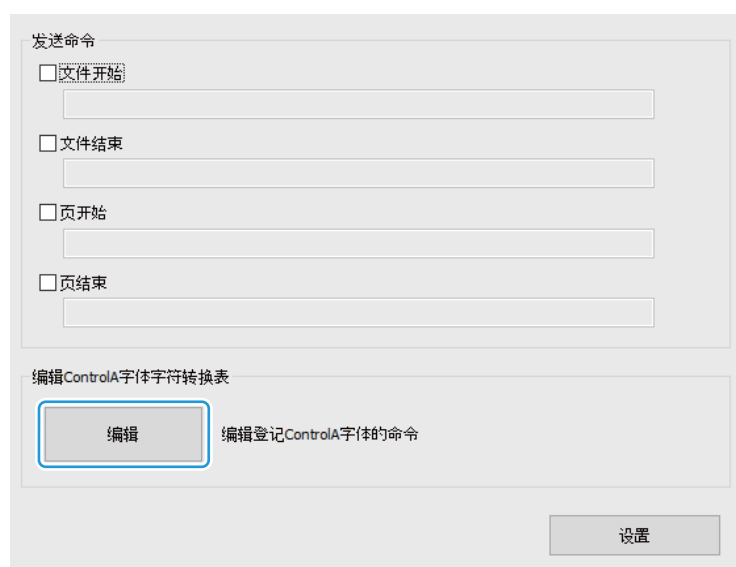 发送命令
文件开始
文件结束
页开始
页结束
编辑ControlA字体字符转换表
编辑 编辑登记ControlA字体的命令
设置